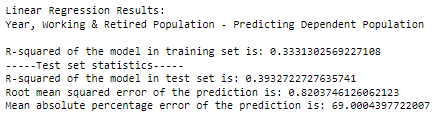 Linear Regression Results:
Year, Working & Retired Population - Predicting Dependent Population
R-squared of the model in training set is: 0.3331302569227108
-----Test set statistics-----
R-squared of the model in test set is: 0.3932722727635741
Root mean squared error of the prediction is: 0.8203746126062123
Mean absolute percentage error of the prediction is: 69.0004397722007